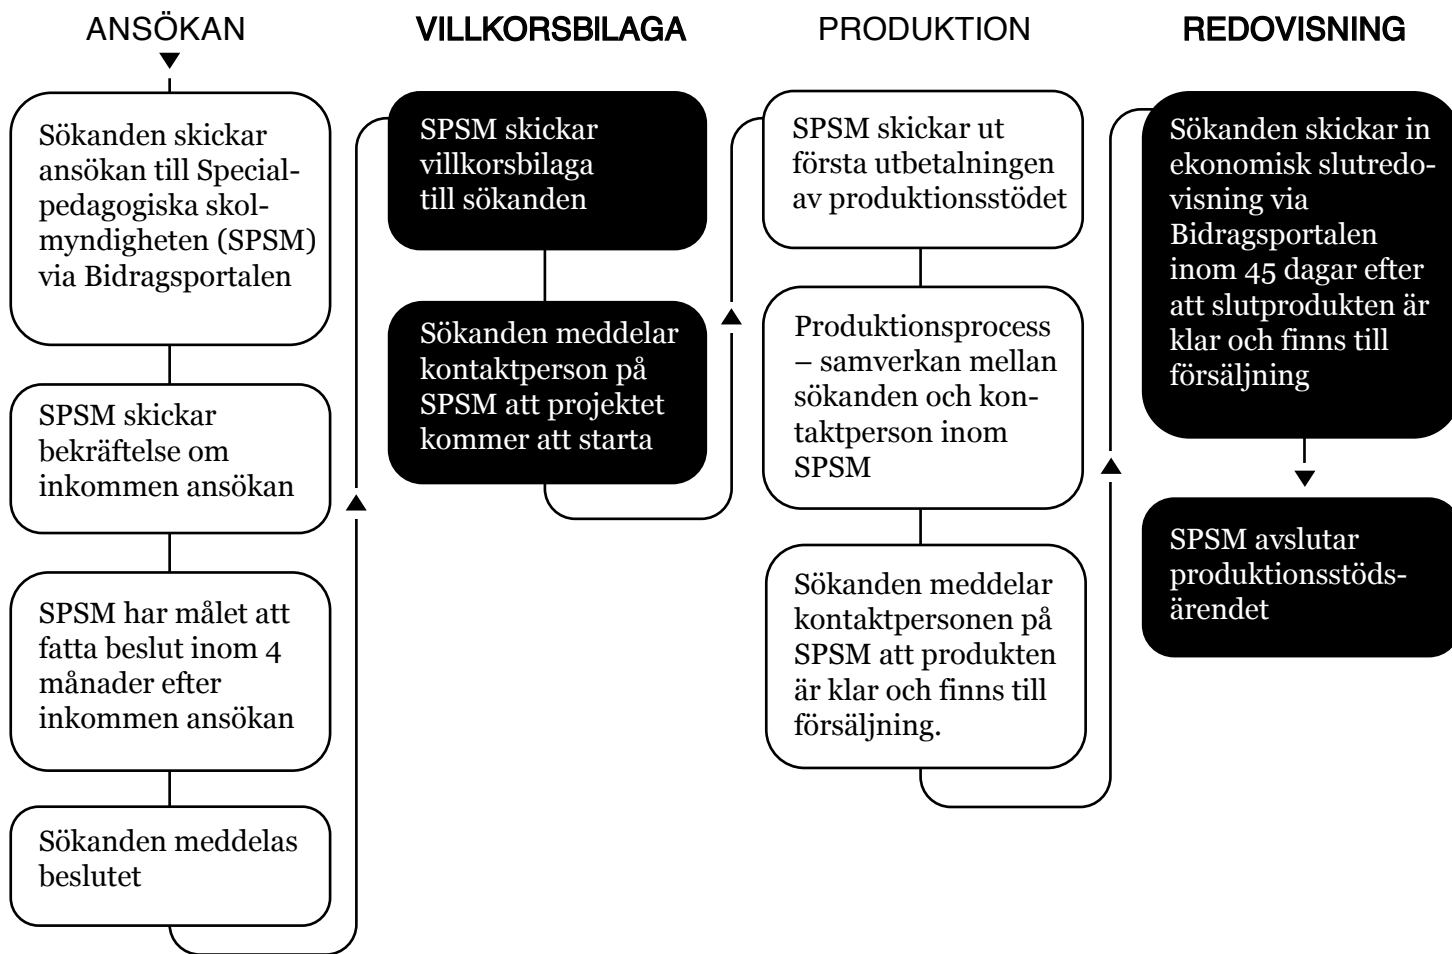 ANSÖKAN
Sökanden skickar
ansökan till Special-
pedagogiska skol-
myndigheten (SPSM)
via Bidragsportalen
SPSM skickar
bekräftelse om
inkommen ansökan
SPSM har målet att
fatta beslut inom 4
månader efter
inkommen ansökan
Sökanden meddelas
beslutet
VILLKORSBILAGA
SPSM skickar
villkorsbilaga
till sökanden
Sökanden meddelar
kontaktperson på
SPSM att projektet
kommer att starta
PRODUKTION
SPSM skickar ut
första utbetalningen
av produktionsstödet
Produktionsprocess
– samverkan mellan
sökanden och kon-
taktperson inom
SPSM
Sökanden meddelar
kontaktpersonen på
SPSM att produkten
är klar och finns till
försäljning.
REDOVISNING
Sökanden skickar in
ekonomisk slutredo-
visning via
Bidragsportalen
inom 45 dagar efter
att slutprodukten är
klar och finns till
försäljning
SPSM avslutar
produktionsstöds-
ärendet